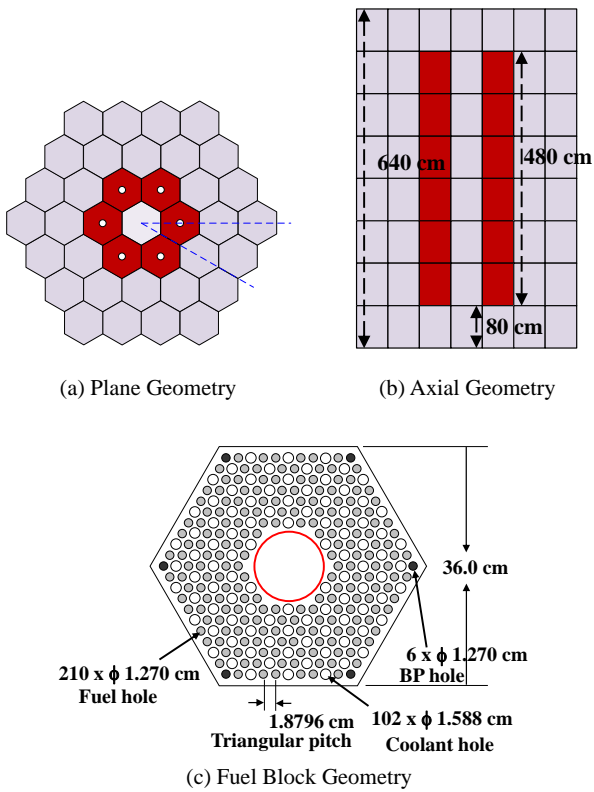 640 cm
480 cm
80 cm
(a) Plane Geometry
(b) Axial Geometry
36.0 cm
210 x ϕ 1.270 cm
Fuel hole
6 x ϕ 1.270 cm
BP hole
1.8796 cm
Triangular pitch
102 x ϕ 1.588 cm
Coolant hole
(c) Fuel Block Geometry